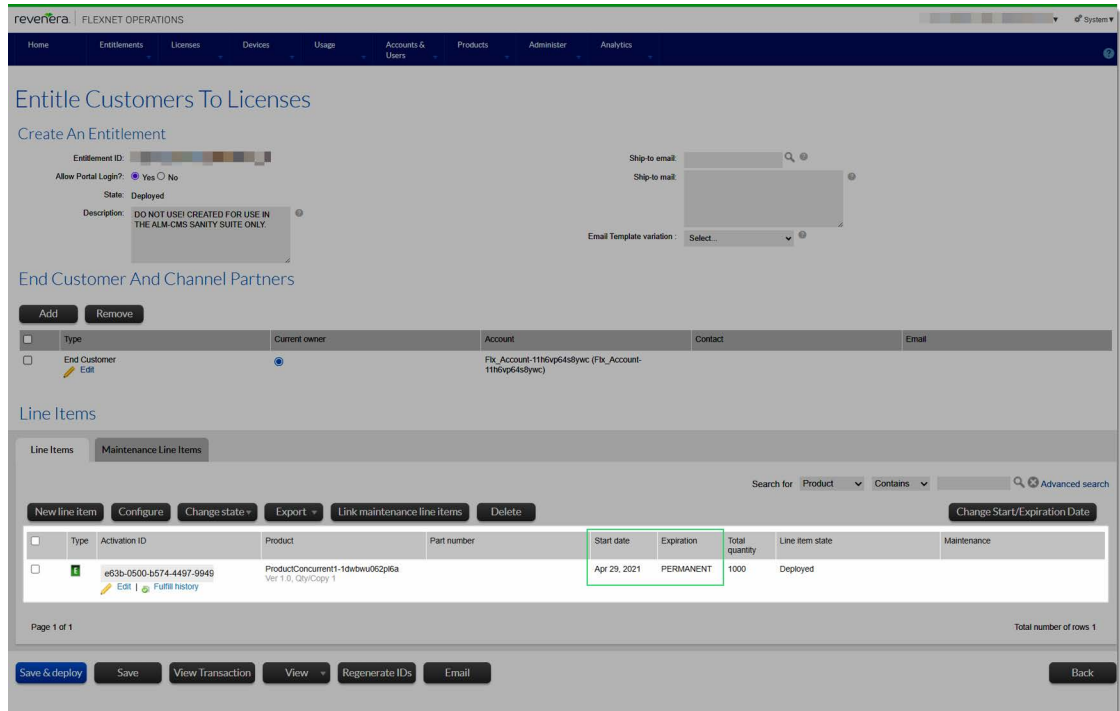 revenera. FLEXNET OPERATIONS
System
Home Entitlements Licenses Devices Usage Accounts & Users Products Administer Analytics
Entitle Customers To Licenses
Create An Entitlement
Entitlement ID:
Ship-to email:
Allow Portal Login?: Yes No
Ship-to mail:
State: Deployed
Description: DO NOT USE! CREATED FOR USE IN
THE ALM-CMS SANITY SUITE ONLY.
Email Template variation : Select...
End Customer And Channel Partners
Add Remove
Type Current owner Account Contact Email
End Customer Flx_Account-11h6vp64s8ywc (Flx_Account-
Edit 11h6vp64s8ywc)
Line Items
Line Items Maintenance Line Items
Search for Product Contains Advanced search
New line item Configure Change state Export Link maintenance line items Delete Change Start/Expiration Date
Type Activation ID Product Part number Start date Expiration Total quantity Line item state Maintenance
e63b-0500-b574-4497-9949 ProductConcurrent1-1dwbwu062pl6a Apr 29, 2021 PERMANENT 1000 Deployed
Ver 1.0, Qty/Copy 1
Edit | Fulfill history
Page 1 of 1 Total number of rows 1
Save & deploy Save View Transaction View Regenerate IDs Email Back